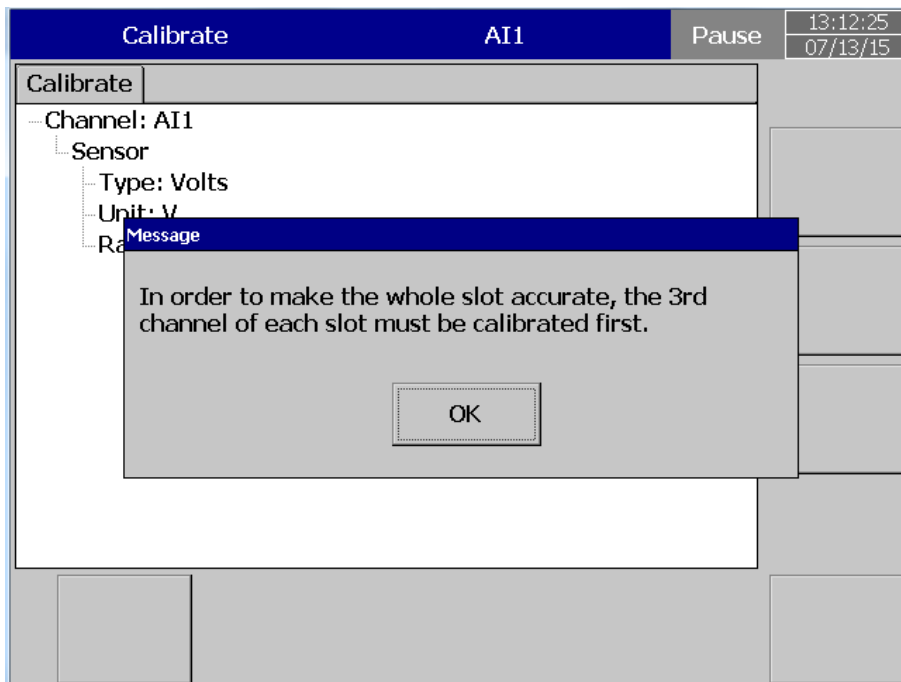 Calibrate AI1 Pause 13:12:25
07/13/15
Calibrate
Channel: AI1
Sensor
Type: Volts
Unit: V
Message
In order to make the whole slot accurate, the 3rd
channel of each slot must be calibrated first.
OK